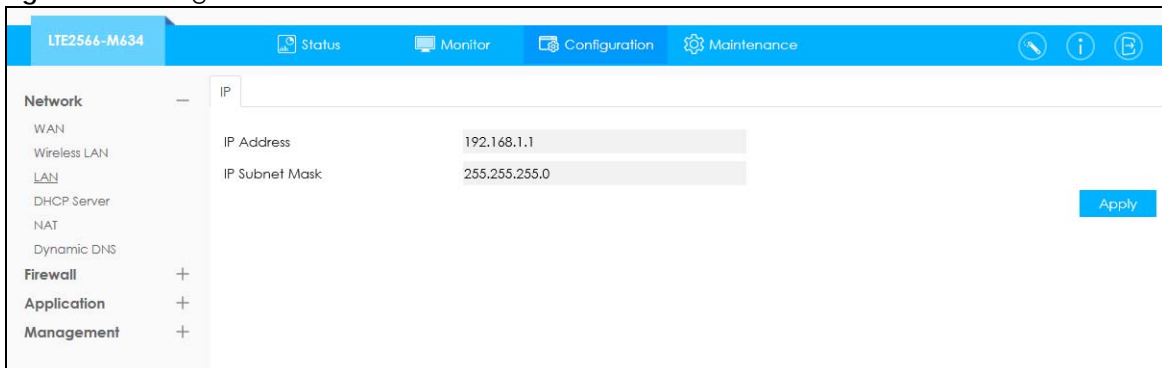 LTE2566-M634
Status
Monitor
Configuration
Maintenance
Network
WAN
Wireless LAN
LAN
DHCP Server
NAT
Dynamic DNS
Firewall
Application
Management
IP
IP Address 192.168.1.1
IP Subnet Mask 255.255.255.0
Apply